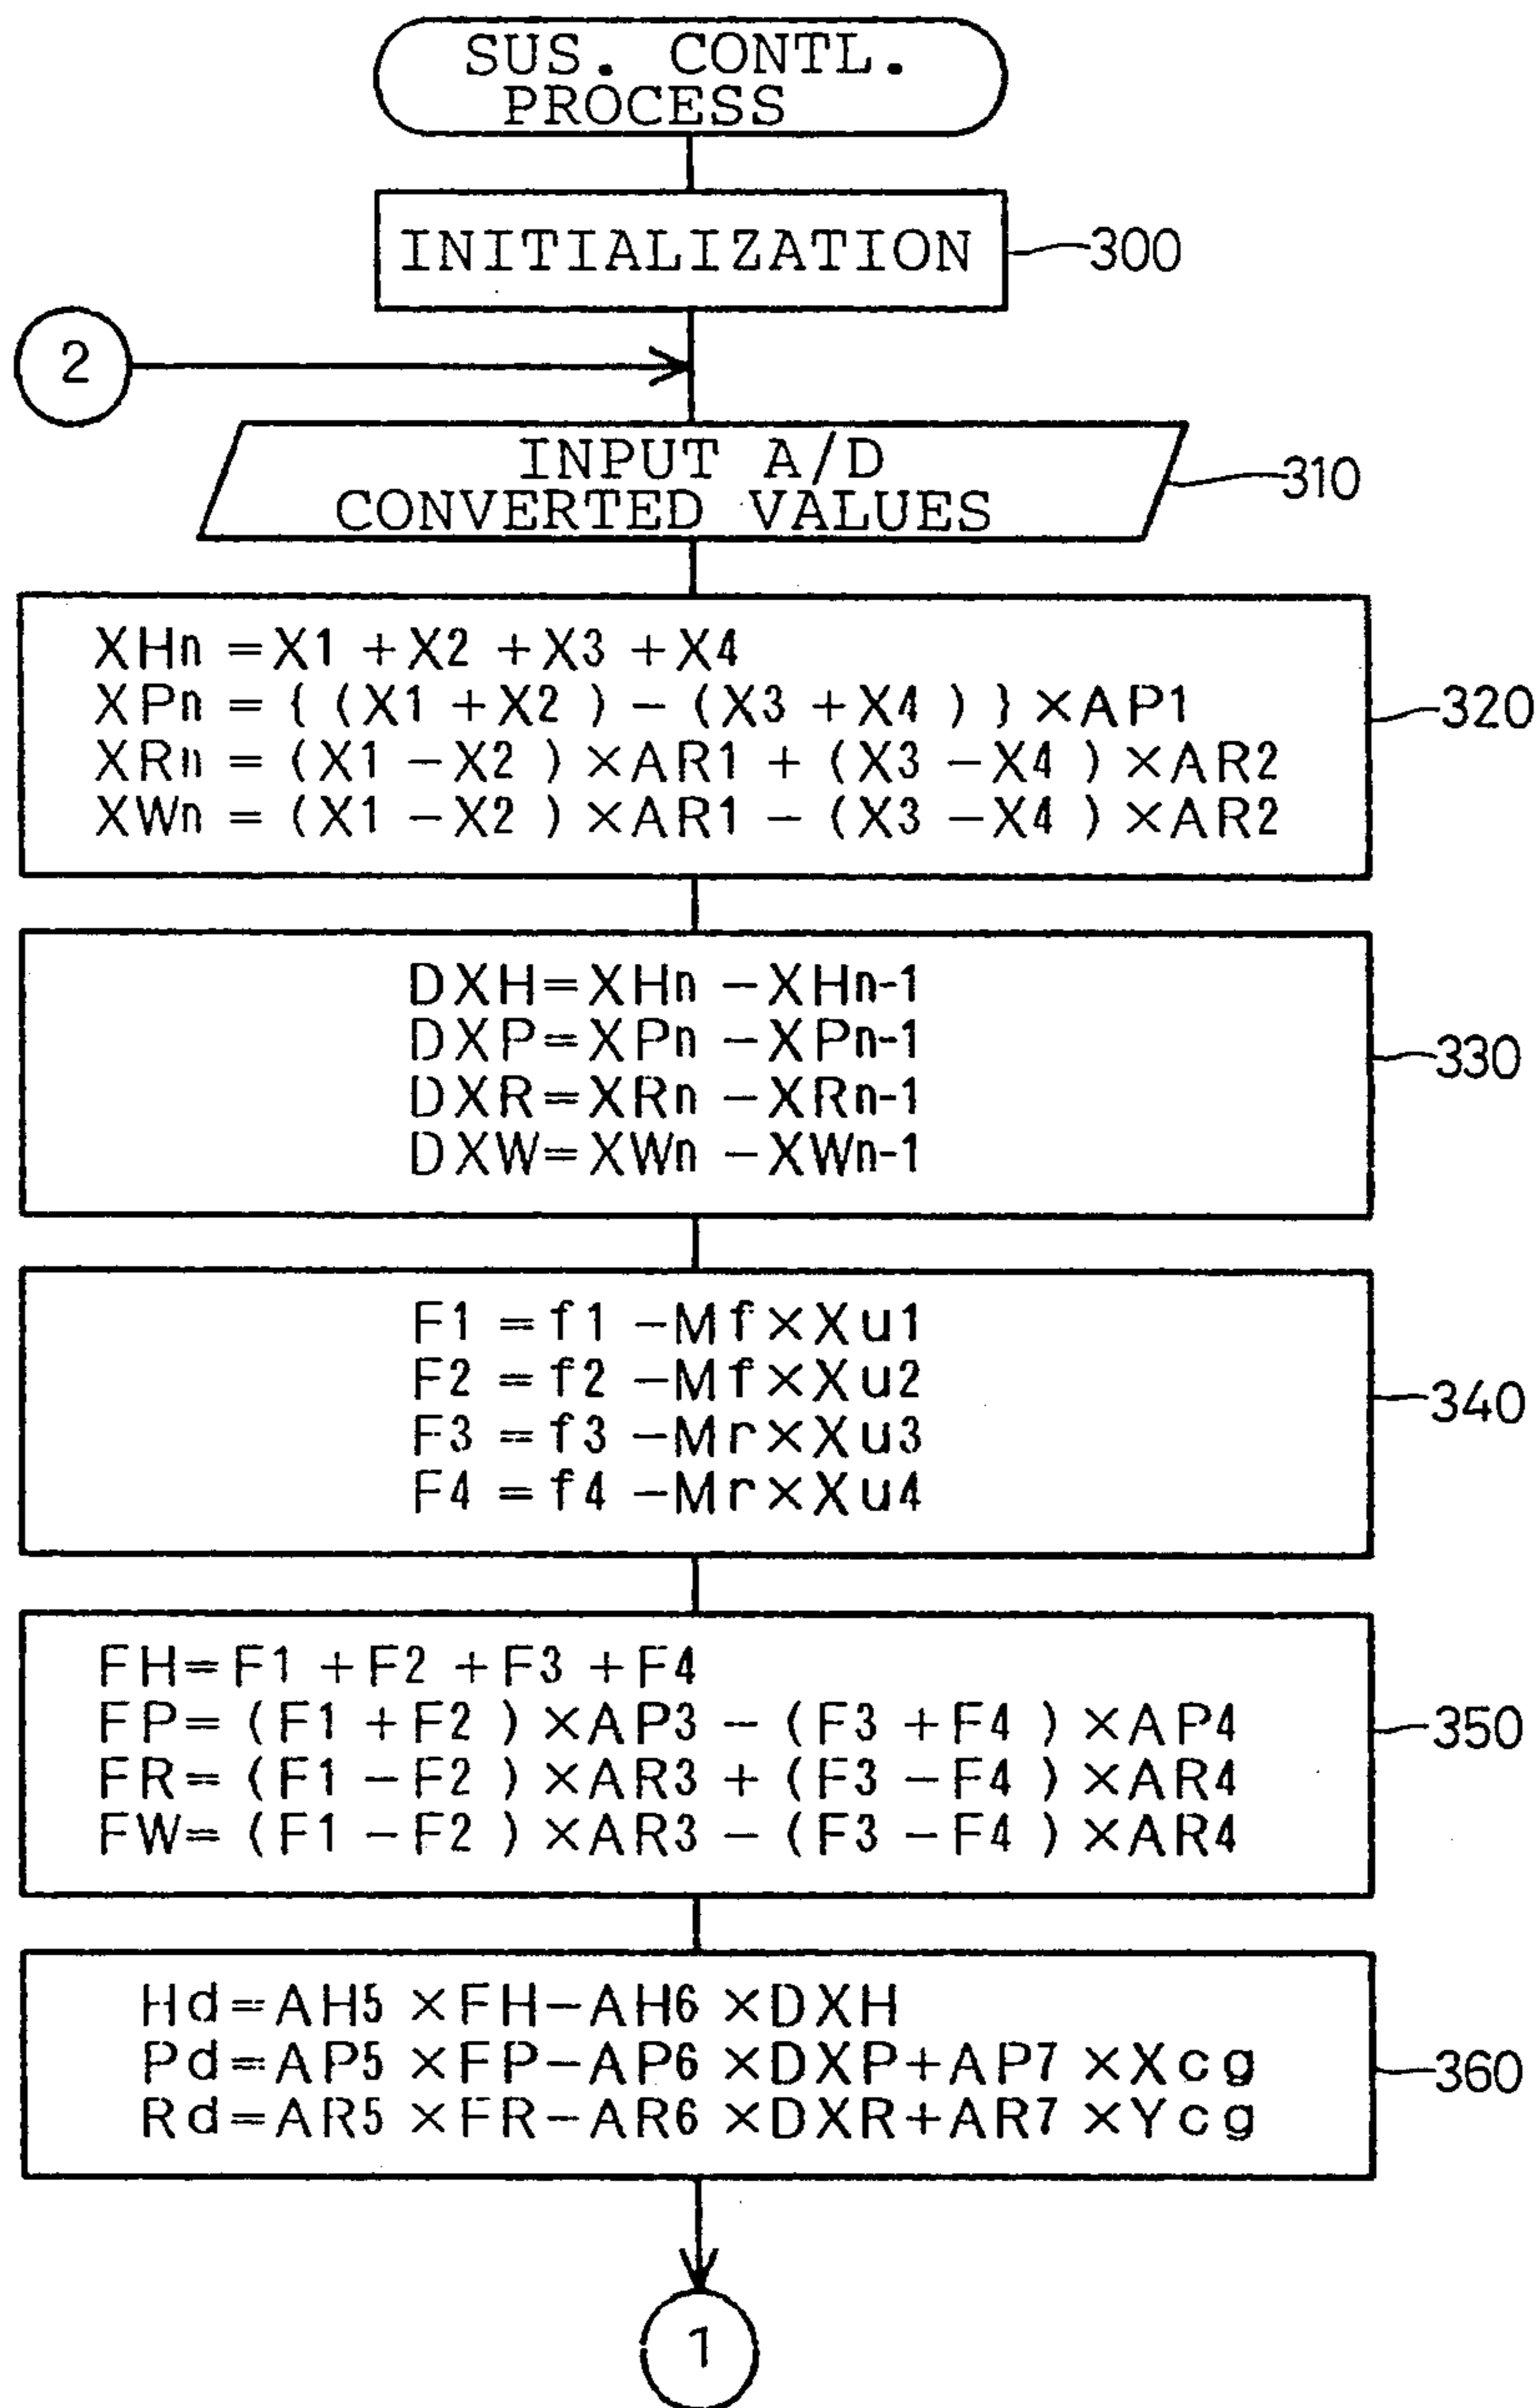 SUS. CONTL.
PROCESS
INITIALIZATION
300
2
INPUT A/D
CONVERTED VALUES
310
XHn =X1 +X2 +X3 +X4
XPn = { (X1 +X2 ) - (X3 +X4 ) } ×AP1
XRn = (X1 -X2 ) ×AR1 + (X3 -X4 ) ×AR2
XWn = (X1 -X2 ) ×AR1 - (X3 -X4 ) ×AR2
320
DXH=XHn -XHn-1
DXP=XPn -XPn-1
DXR=XRn -XRn-1
DXW=XWn -XWn-1
330
F1 =f1 -Mf×Xu1
F2 =f2 -Mf×Xu2
F3 =f3 -Mr×Xu3
F4 =f4 -Mr×Xu4
340
FH=F1 +F2 +F3 +F4
FP= (F1 +F2 ) ×AP3 - (F3 +F4 ) ×AP4
FR= (F1 -F2 ) ×AR3 + (F3 -F4 ) ×AR4
FW= (F1 -F2 ) ×AR3 - (F3 -F4 ) ×AR4
350
Hd=AH5 ×FH-AH6 ×DXH
Pd=AP5 ×FP-AP6 ×DXP+AP7 ×Xcg
Rd=AR5 ×FR-AR6 ×DXR+AR7 ×Ycg
360
1